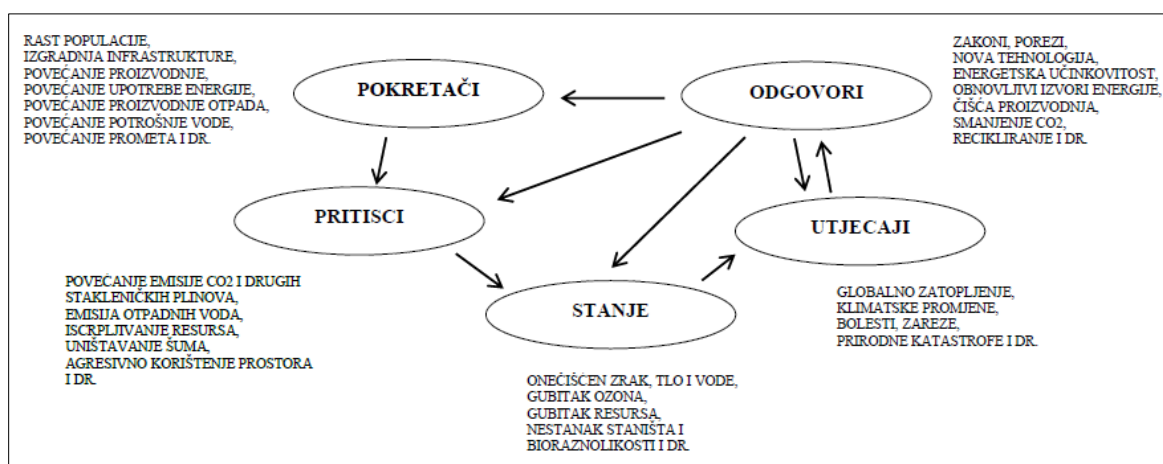 RAST POPULACIJE,
IZGRADNJA INFRASTRUKTURE,
POVEĆANJE PROIZVODNJE,
POVEĆANJE UPOTREBE ENERGIJE,
POVEĆANJE PROIZVODNJE OTPADA,
POVEĆANJE POTROŠNJE VODE,
POVEĆANJE PROMETA I DR.
POKRETAČI
ODGOVORI
ZAKONI, POREZI,
NOVA TEHNOLOGIJA,
ENERGETSKA UČINKOVITOST,
OBNOVLJIVI IZVORI ENERGIJE,
ČIŠĆA PROIZVODNJA,
SMANJENJE CO2,
RECIKLIRANJE I DR.
PRITISCI
UTJECAJI
POVEĆANJE EMISIJE CO2 I DRUGIH
STAKLENIČKIH PLINOVA,
EMISIJA OTPADNIH VODA,
ISCRPLJIVANJE RESURSA,
UNIŠTAVANJE ŠUMA,
AGRESIVNO KORIŠTENJE PROSTORA
I DR.
STANJE
GLOBALNO ZATOPLJENJE,
KLIMATSKE PROMJENE,
BOLESTI, ZAREZE,
PRIRODNE KATASTROFE I DR.
ONEČIŠĆEN ZRAK, TLO I VODE,
GUBITAK OZONA,
GUBITAK RESURSA,
NESTANAK STANIŠTA I
BIORAZNOLIKOSTI I DR.